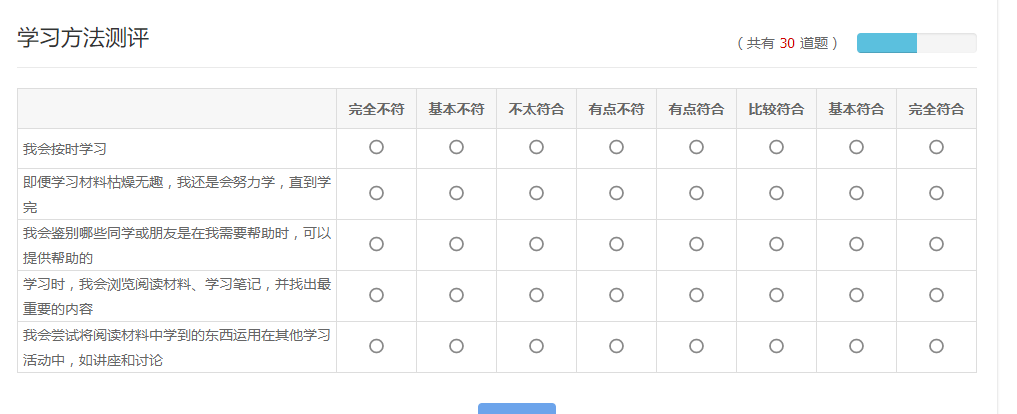 学习方法测评
（ 共有 30 道题 ）
完全不符 基本不符 不太符合 有点不符 有点符合 比较符合 基本符合 完全符合
我会按时学习
即便学习材料枯燥无趣，我还是会努力学，直到学
完
我会鉴别哪些同学或朋友是在我需要帮助时，可以
提供帮助的
学习时，我会浏览阅读材料、学习笔记，并找出最
重要的内容
我会尝试将阅读材料中学到的东西运用在其他学习
活动中，如讲座和讨论